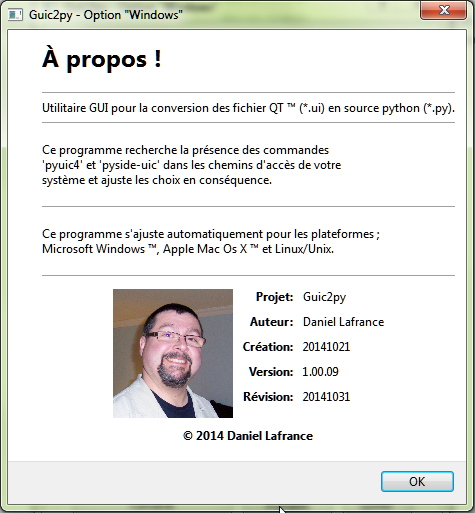 Guic2py - Option "Windows"
À propos !
Utilitaire GUI pour la conversion des fichier QT ™ (*.ui) en source python (*.py).
Ce programme recherche la présence des commandes
'pyuic4' et 'pyside-uic' dans les chemins d'accès de votre
système et ajuste les choix en conséquence.
Ce programme s'ajuste automatiquement pour les plateformes ;
Microsoft Windows ™, Apple Mac Os X ™ et Linux/Unix.
Projet: Guic2py
Auteur: Daniel Lafrance
Création: 20141021
Version: 1.00.09
Révision: 20141031
© 2014 Daniel Lafrance
OK